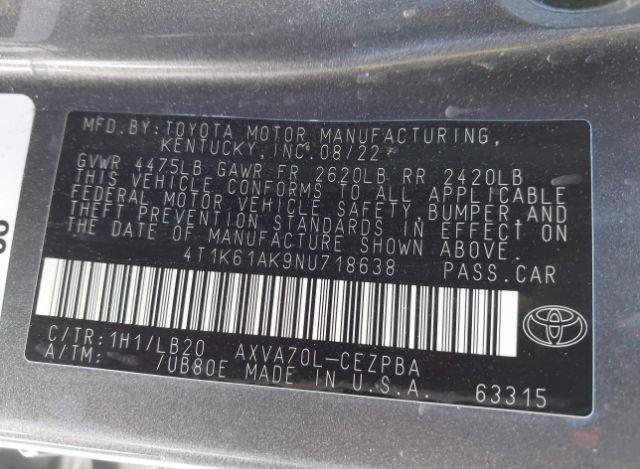 MFD.BY:TOYOTA MOTOR MANUFACTURING,
KENTUCKY,INC.08/22
GVWR 4475LB GAWR FR 2620LB RR 2420LB
THIS VEHICLE CONFORMS TO ALL APPLICABLE
FEDERAL MOTOR VEHICLE SAFETY,BUMPER,AND
THEFT PREVENTION STANDARDS IN EFFECT ON
THE DATE OF MANUFACTURE SHOWN ABOVE.
4T1K61AK9NU718638 PASS.CAR
C/TR:1H1/LB20 AXVA70L-CEZPBA
A/TM: /UB80E MADE IN U.S.A. 63315